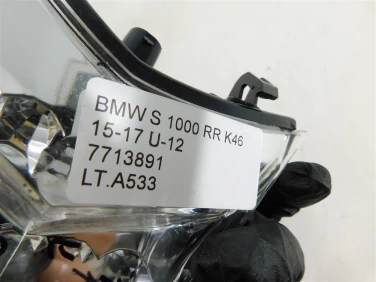 BMW S 1000 RR K46
15-17 U-12
7713891
LT.A533